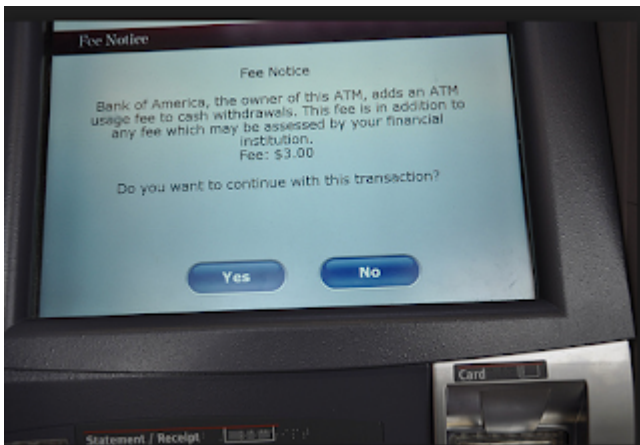 Fee Notice
Fee Notice
Bank of America, the owner of this ATM, adds an ATM
usage fee to cash withdrawals. This fee is in addition to
any fee which may be assessed by your financial
institution.
Fee: $3.00
Do you want to continue with this transaction?
Yes
No
Card
Statement / Receipt